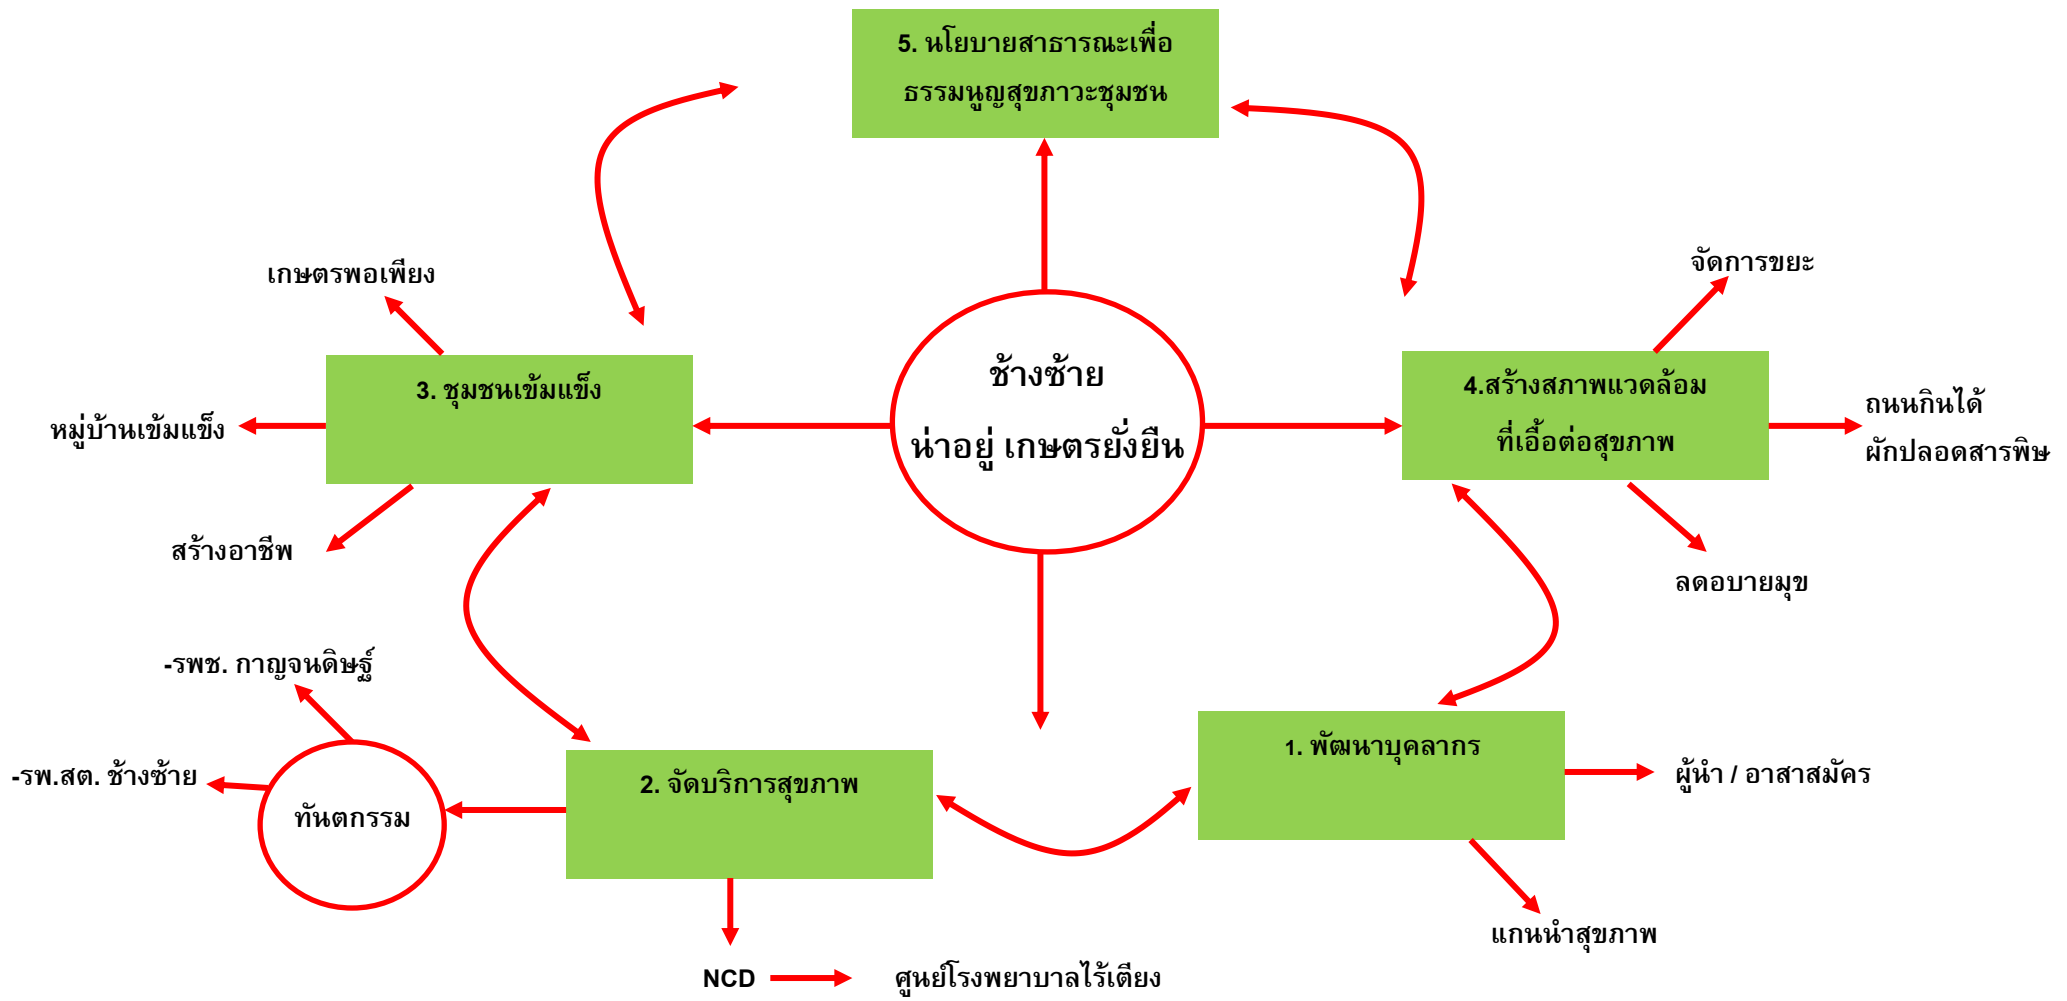 5. นโยบายสาธารณะเพื่อ
ธรรมนูญสุขภาวะชุมชน
จัดการขยะ
เกษตรพอเพียง
ช้างซ้าย
น่าอยู่ เกษตรยั่งยืน
3. ชุมชนเข้มแข็ง
4.สร้างสภาพแวดล้อม
ที่เอื้อต่อสุขภาพ
ถนนกินได้
ผักปลอดสารพิษ
หมู่บ้านเข้มแข็ง
สร้างอาชีพ
ลดอบายมุข
-รพช. กาญจนดิษฐ์
-รพ.สต. ช้างซ้าย
ทันตกรรม
2. จัดบริการสุขภาพ
1. พัฒนาบุคลากร
ผู้นำ / อาสาสมัคร
แกนนำสุขภาพ
NCD
ศูนย์โรงพยาบาลไร้เตียง